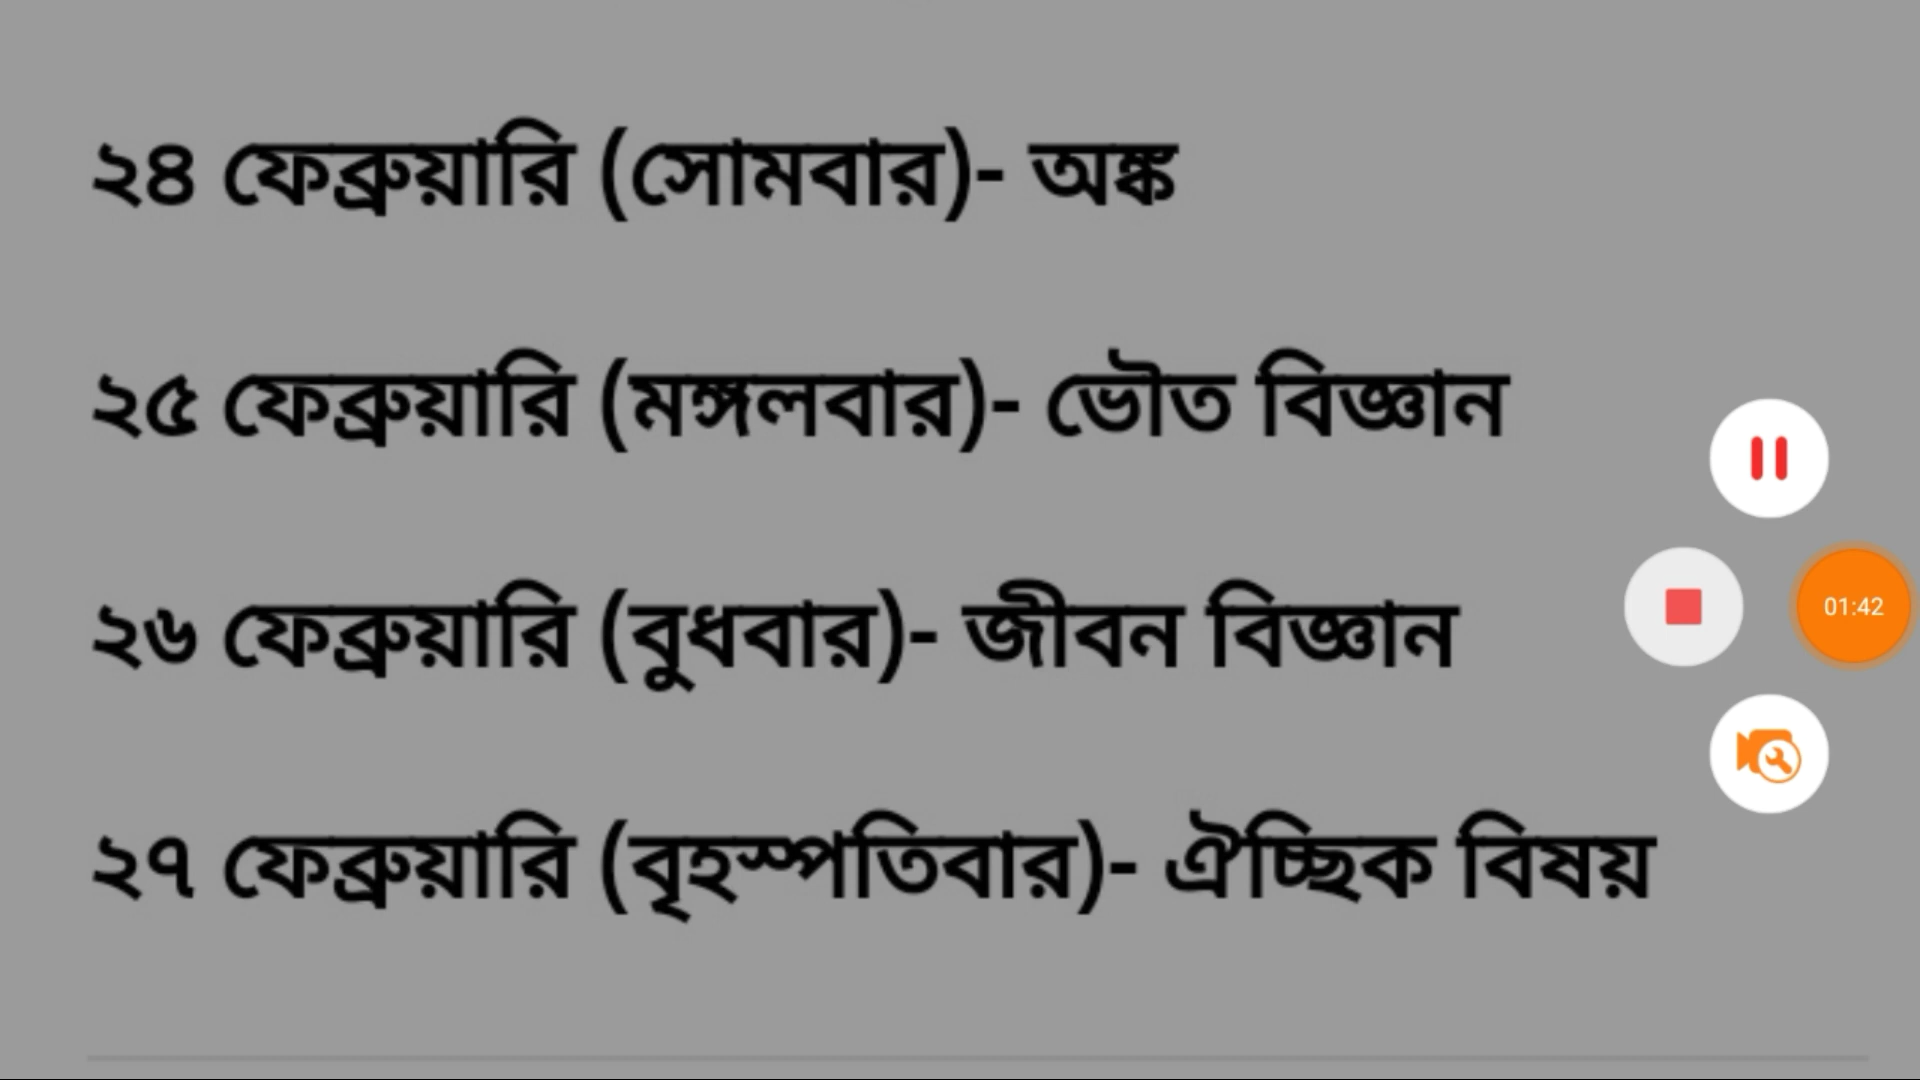 ২৪ ফেব্রুয়ারি (সোমবার)- অঙ্ক
২৫ ফেব্রুয়ারি (মঙ্গলবার)- ভৌত বিজ্ঞান
২৬ ফেব্রুয়ারি (বুধবার)- জীবন বিজ্ঞান
01:42
২৭ ফেব্রুয়ারি (বৃহস্পতিবার)- ঐচ্ছিক বিষয়